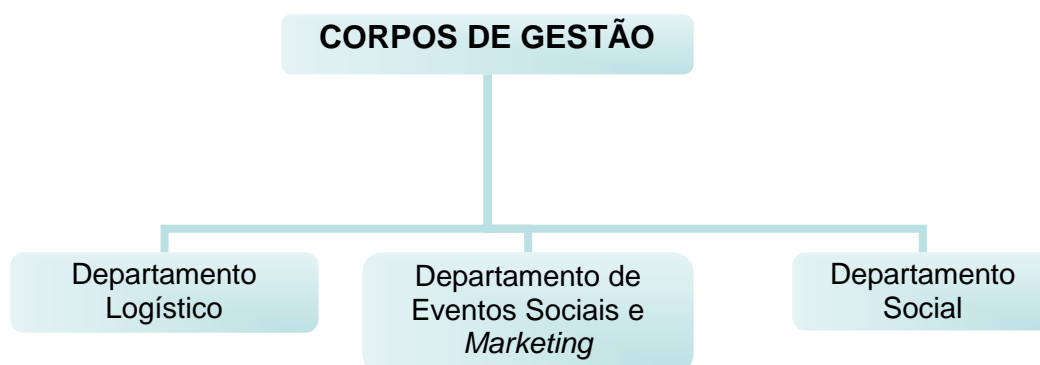 CORPOS DE GESTÃO
Departamento
Logístico
Departamento de
Eventos Sociais e
Marketing
Departamento
Social